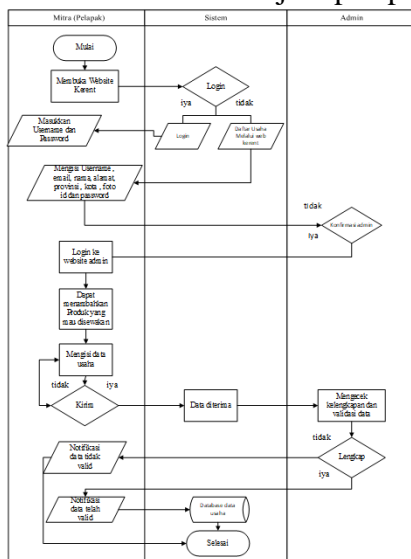 Mitra (Pelapak)
Sistem
Admin
Mulai
Membuka Website
Kerent
Login
iya
tidak
Masukkan
Username dan
Password
Login
Daftar Usaha
Melalui web
kerent
Mengisi Username,
email, nama, alamat,
provinsi, kota, foto
id dan password
tidak
Konfirmasi admin
iya
Login ke
website admin
Dapat
menambahkan
Produk yang
mau disewakan
Mengisi data
usaha
tidak
iya
Kirim
Data diterima
Mengecek
kelengkapan dan
validasi data
tidak
Notifikasi
data tidak
valid
Lengkap
iya
Notifikasi
data telah
valid
Database data
usaha
Selesai